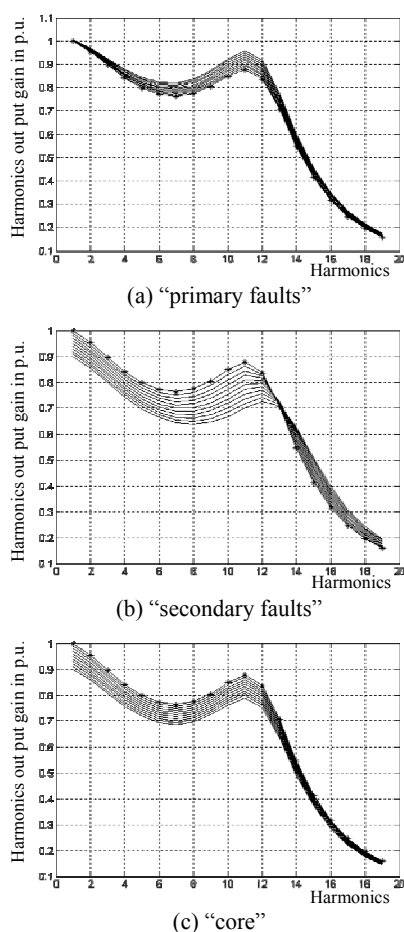 Harmonics out put gain in p.u.
1.1
1
0.9
0.8
0.7
0.6
0.5
0.4
0.3
0.2
0.1
0 2 4 6 8 10 12 14 16 18 20
Harmonics
(a) “primary faults”
Harmonics out put gain in p.u.
1
0.9
0.8
0.7
0.6
0.5
0.4
0.3
0.2
0.1
0 2 4 6 8 10 12 14 16 18 20
Harmonics
(b) “secondary faults”
Harmonics out put gain in p.u.
1
0.9
0.8
0.7
0.6
0.5
0.4
0.3
0.2
0.1
0 2 4 6 8 10 12 14 16 18 20
Harmonics
(c) “core”